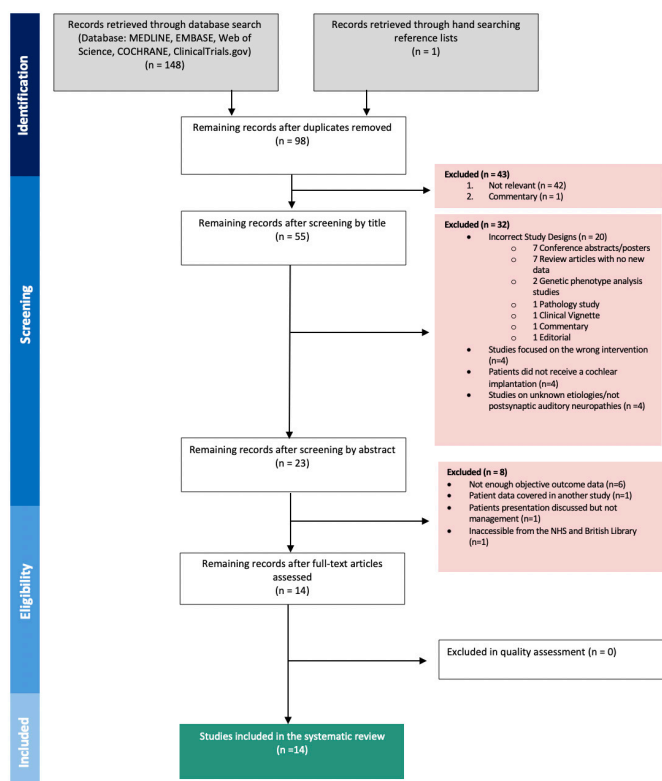 Records retrieved through database search
(Database: MEDLINE, EMBASE, Web of
Science, COCHRANE, ClinicalTrials.gov)
n = 148)
Records retrieved through hand searching
reference lists
(n = 1)
Identification
Remaining records after duplicates removed
(n = 98)
Excluded (n = 43)
1. Not relevant (n = 42)
2. Commentary (n = 1)
Screening
Remaining records after screening by title
(n = 55)
Excluded (n = 32)
• Incorrect Study Designs (n = 20)
o 7 Conference abstracts/posters
o 7 Review articles with no new
data
o 2 Genetic phenotype analysis
studies
o 1 Pathology study
o 1 Clinical Vignette
o 1 Commentary
o 1 Editorial
• Studies focused on the wrong intervention
(n=4)
• Patients did not receive a cochlear
implantation (n=4)
• Studies on unknown etiologies/not
postsynaptic auditory neuropathies (n =4)
Remaining records after screening by abstract
(n = 23)
Excluded (n = 8)
• Not enough objective outcome data (n=6)
• Patient data covered in another study (n=1)
• Patients presentation discussed but not
management (n=1)
• Inaccessible from the NHS and British Library
(n=1)
Eligibility
Remaining records after full-text articles
assessed
(n = 14)
Excluded in quality assessment (n = 0)
Included
Studies included in the systematic review
(n =14)